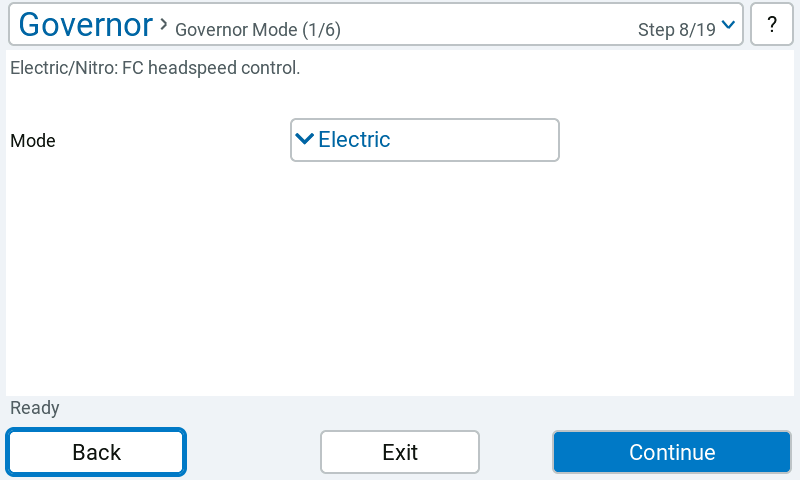 Governor › Governor Mode (1/6) Step 8/19 ?
Electric/Nitro: FC headspeed control.
Mode Electric
Ready
Back Exit Continue